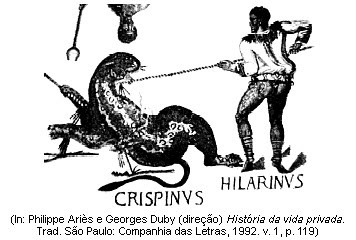 CRISPINVS
HILARINVS
(In: Philippe Ariès e Georges Duby (direção) História da vida privada.
Trad. São Paulo: Companhia das Letras, 1992. v. 1, p. 119)